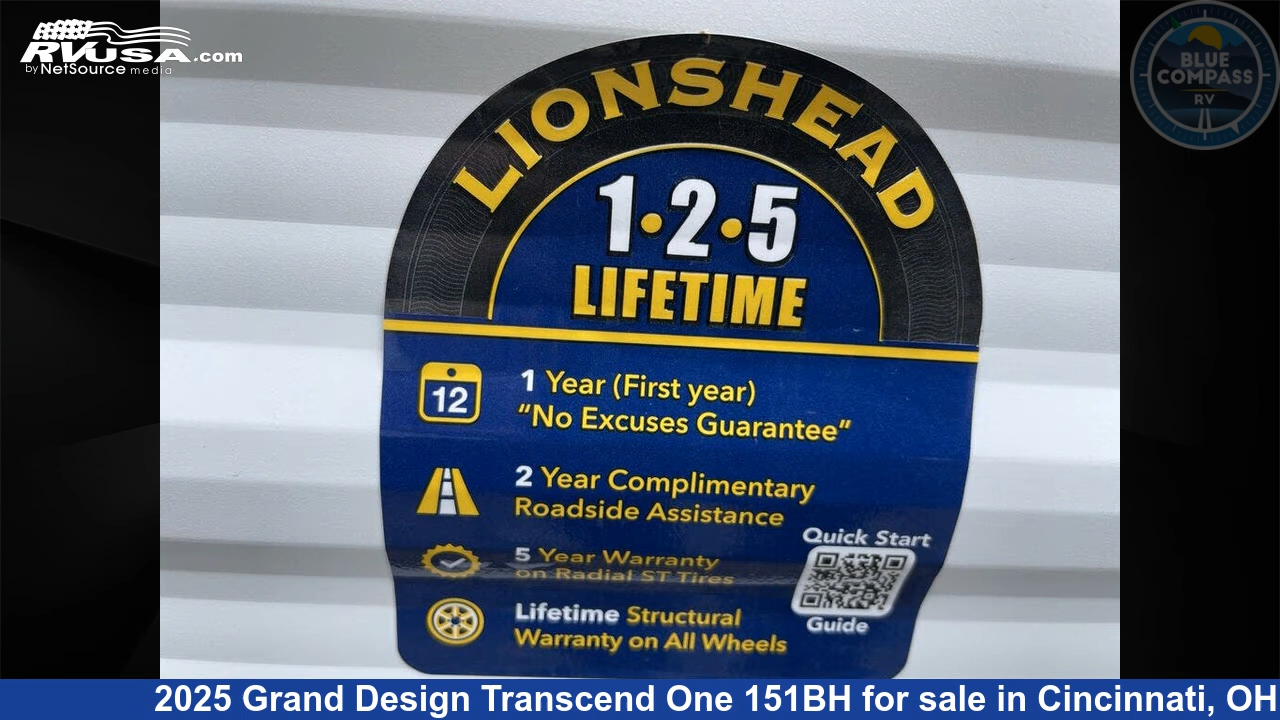 RVUSA.com
by NetSource media
BLUE
COMPASS
RV
LIONSHEAD
1•2•5
LIFETIME
12
1 Year (First year)
“No Excuses Guarantee”
2 Year Complimentary
Roadside Assistance
5 Year Warranty
on Radial ST Tires
Quick Start
Guide
Lifetime Structural
Warranty on All Wheels
2025 Grand Design Transcend One 151BH for sale in Cincinnati, OH